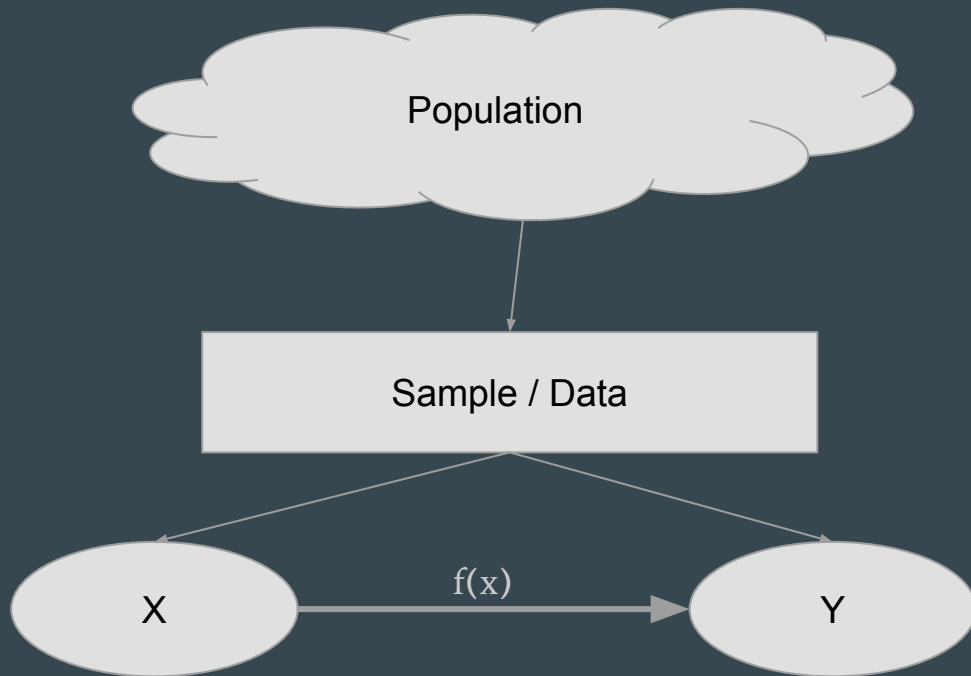 Population
Sample / Data
f(x)
X
Y